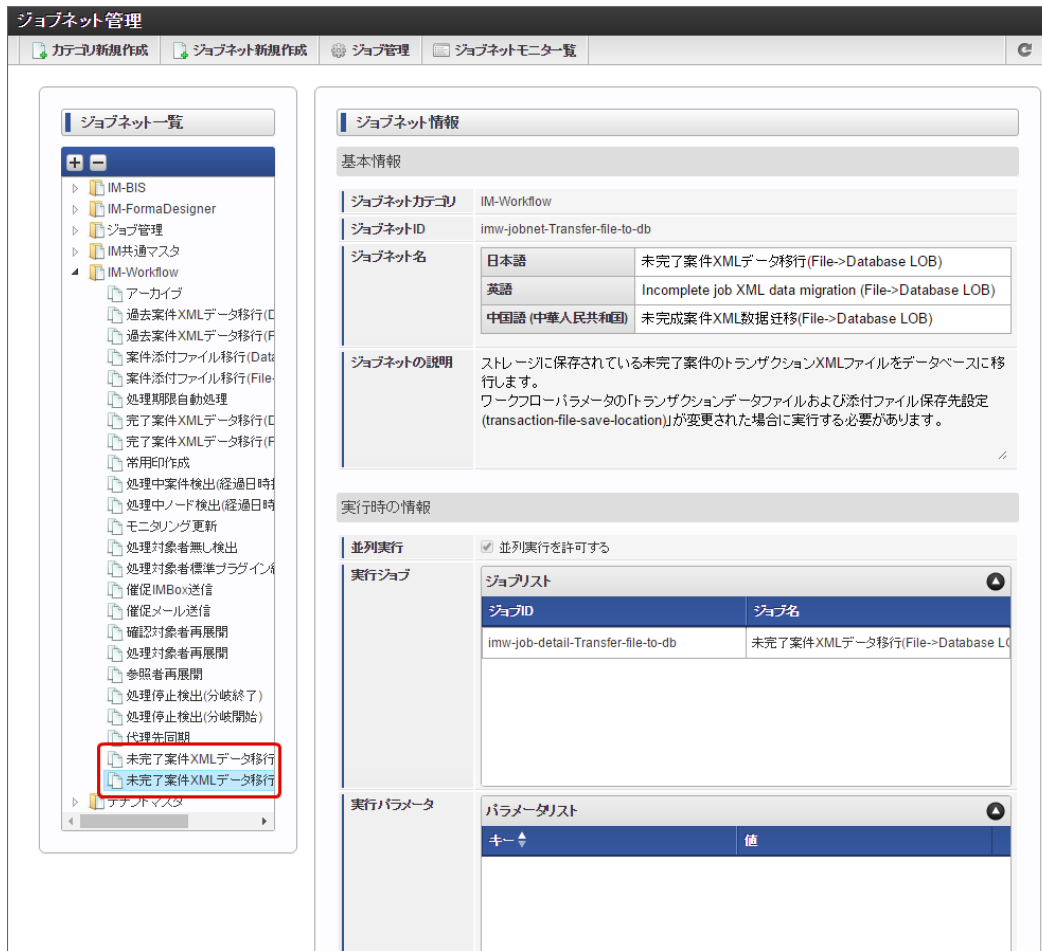 ジョブネット管理
カテゴリ新規作成 ジョブネット新規作成 ジョブ管理 ジョブネットモニター覧
ジョブネット一覧
IM-BIS
IM-FormaDesigner
ジョブ管理
IM共通マスタ
IM-Workflow
アーカイブ
過去案件XMLデータ移行(D
過去案件XMLデータ移行(F
案件添付ファイル移行(Data
案件添付ファイル移行(File-
処理期限自動処理
完了案件XMLデータ移行(D
完了案件XMLデータ移行(F
常用印作成
処理中案件検出(経過日時
処理中ノード検出(経過日時
モニタリング更新
処理対象者無し検出
処理対象者標準プラグイン
催促IMBox送信
催促メール送信
確認対象者再展開
処理対象者再展開
参照者再展開
処理停止検出(分岐終了)
処理停止検出(分岐開始)
代理先同期
未完了案件XMLデータ移行
未完了案件XMLデータ移行
テナントマスタ
ジョブネット情報
基本情報
ジョブネットカテゴリ IM-Workflow
ジョブネットID imw-jobnet-Transfer-file-to-db
ジョブネット名 日本語 未完了案件XMLデータ移行(File->Database LOB)
英語 Incomplete job XML data migration (File->Database LOB)
中国語 (中華人民共和国) 未完成案件XML数据迁移(File->Database LOB)
ジョブネットの説明 ストレージに保存されている未完了案件のトランザクションXMLファイルをデータベースに移
行します。
ワークフローパラメータの「トランザクションデータファイルおよび添付ファイル保存先設定
(transaction-file-save-location)」が変更された場合に実行する必要があります。
実行時の情報
並列実行 並列実行を許可する
実行ジョブ ジョブリスト
ジョブID ジョブ名
imw-job-detail-Transfer-file-to-db 未完了案件XMLデータ移行(File->Database LO
実行パラメータ パラメータリスト
キー 値